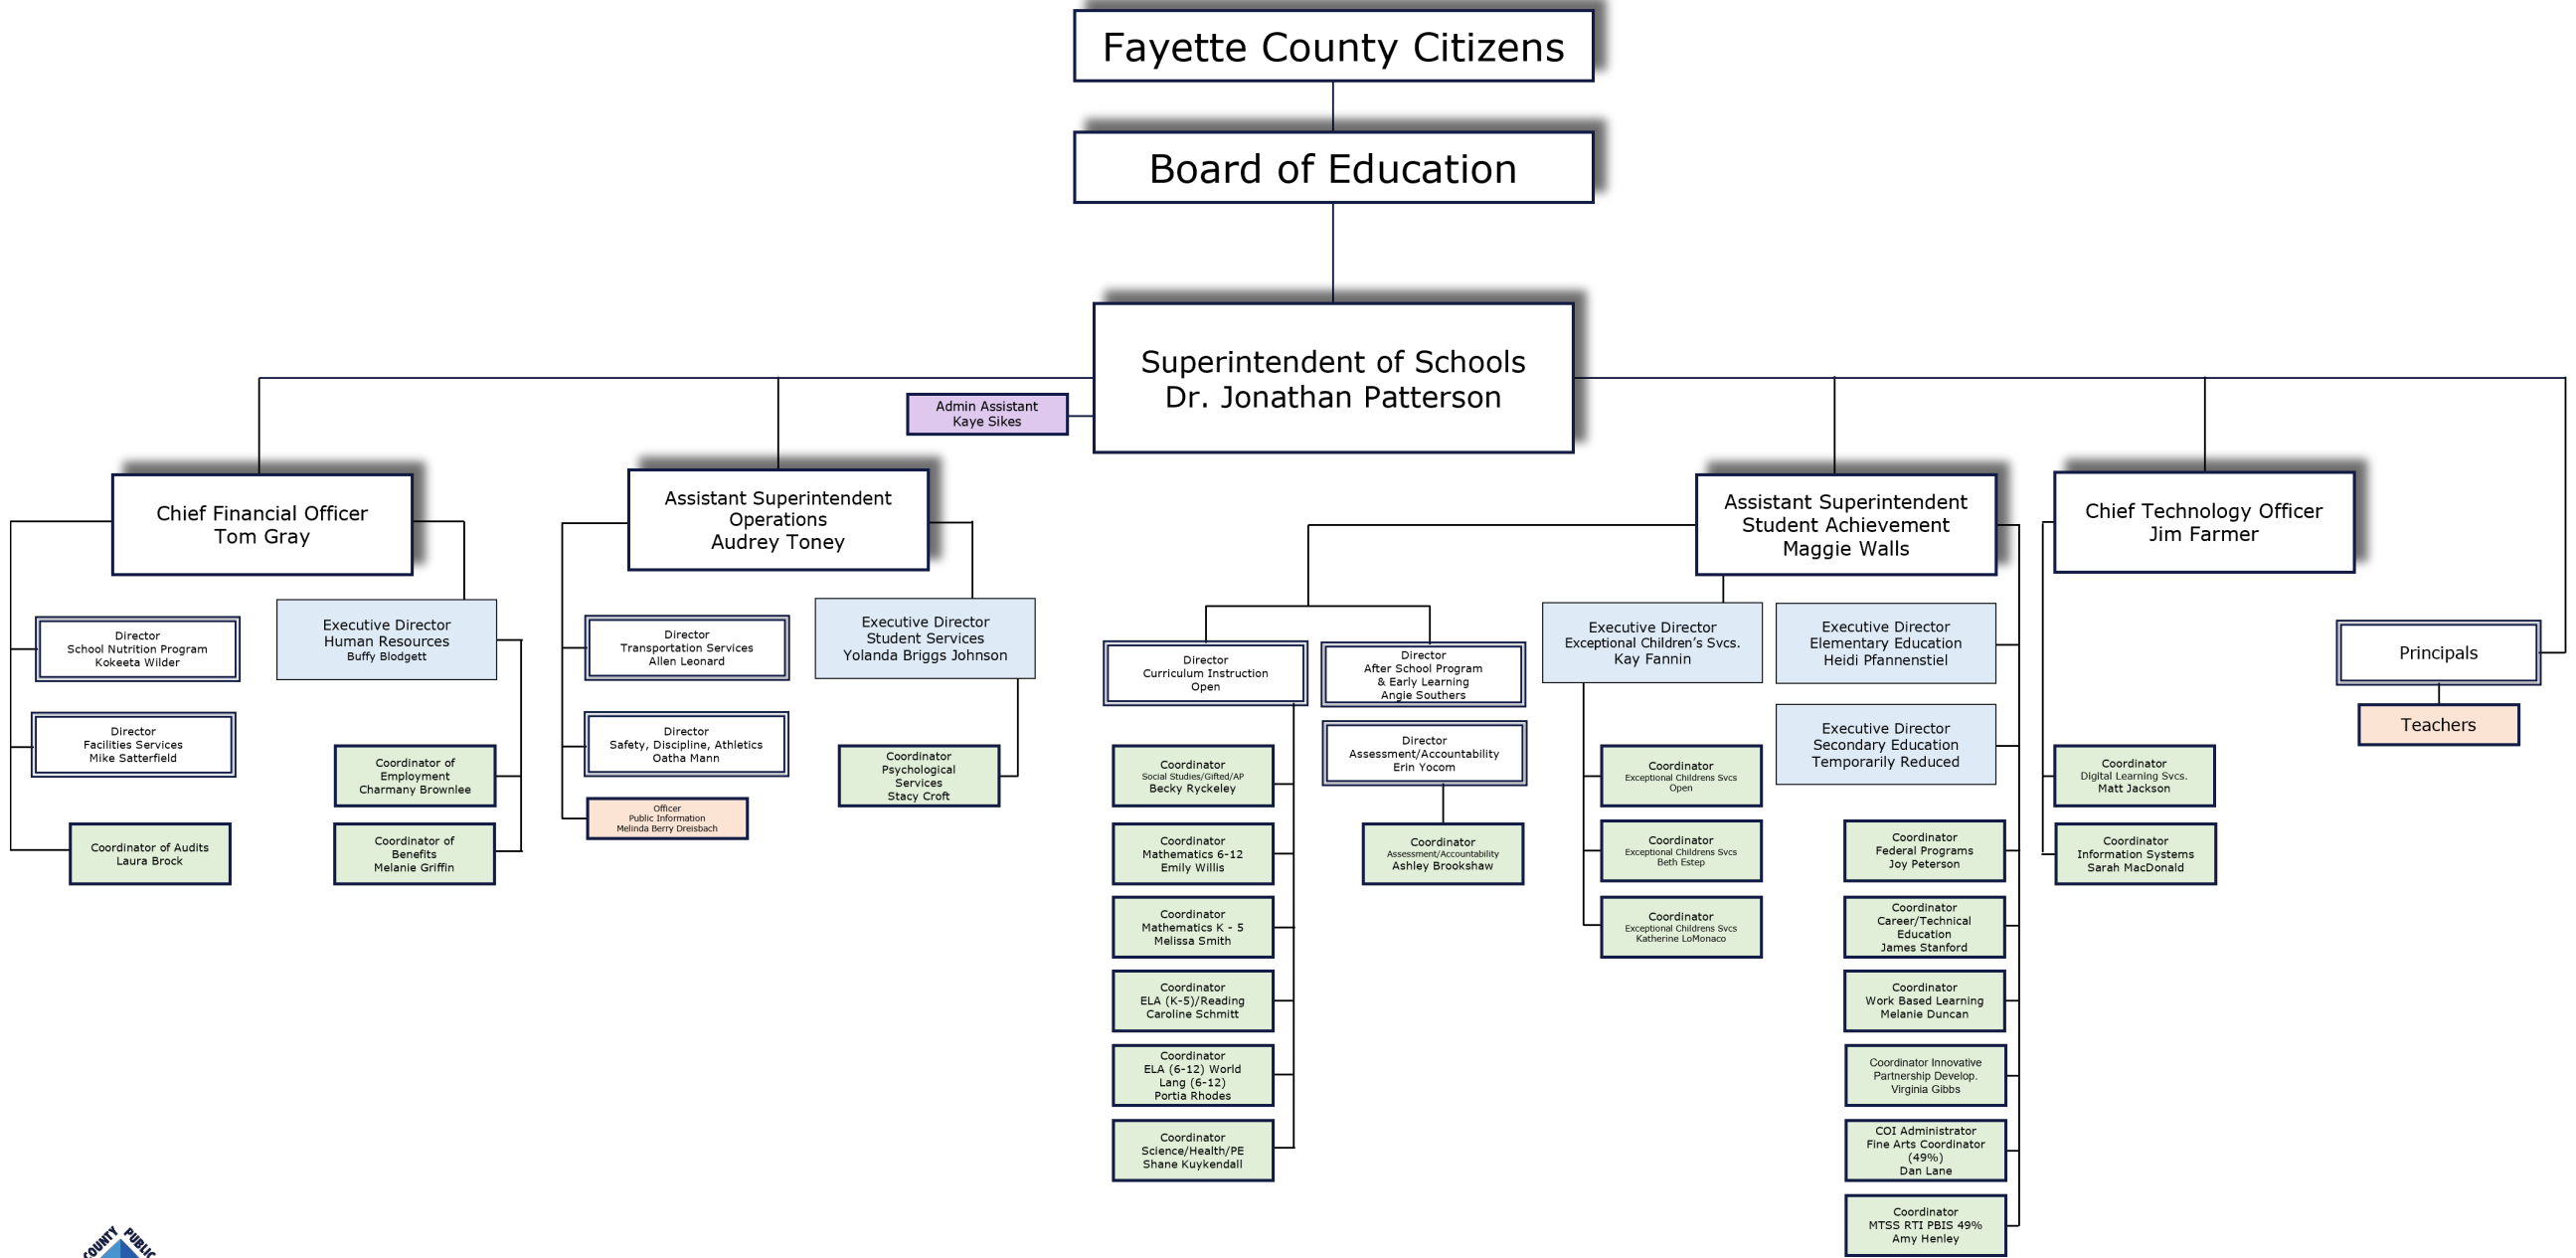 Fayette County Citizens
Board of Education
Superintendent of Schools
Dr. Jonathan Patterson
Admin Assistant
Kaye Sikes
Chief Financial Officer
Tom Gray
Director
School Nutrition Program
Kokeeta Wilder
Director
Facilities Services
Mike Satterfield
Coordinator of Audits
Laura Brock
Executive Director
Human Resources
Buffy Blodgett
Coordinator of
Employment
Charmany Brownlee
Coordinator of
Benefits
Melanie Griffin
Assistant Superintendent
Operations
Audrey Toney
Director
Transportation Services
Allen Leonard
Director
Safety, Discipline, Athletics
Oatha Mann
Officer
Public Information
Melinda Berry Dreisbach
Executive Director
Student Services
Yolanda Briggs Johnson
Coordinator
Psychological
Services
Stacy Croft
Assistant Superintendent
Student Achievement
Maggie Walls
Director
Curriculum Instruction
Open
Coordinator
Social Studies/Gifted/AP
Becky Ryckeley
Coordinator
Mathematics 6-12
Emily Willis
Coordinator
Mathematics K - 5
Melissa Smith
Coordinator
ELA (K-5)/Reading
Caroline Schmitt
Coordinator
ELA (6-12) World
Lang (6-12)
Portia Rhodes
Coordinator
Science/Health/PE
Shane Kuykendall
Director
After School Program
& Early Learning
Angie Southers
Director
Assessment/Accountability
Erin Yocom
Coordinator
Assessment/Accountability
Ashley Brookshaw
Executive Director
Exceptional Children’s Svcs.
Kay Fannin
Coordinator
Exceptional Childrens Svcs
Open
Coordinator
Exceptional Childrens Svcs
Beth Estep
Coordinator
Exceptional Childrens Svcs
Katherine LoMonaco
Executive Director
Elementary Education
Heidi Pfannenstiel
Executive Director
Secondary Education
Temporarily Reduced
Coordinator
Federal Programs
Joy Peterson
Coordinator
Career/Technical
Education
James Stanford
Coordinator
Work Based Learning
Melanie Duncan
Coordinator Innovative
Partnership Develop.
Virginia Gibbs
COI Administrator
Fine Arts Coordinator
(49%)
Dan Lane
Coordinator
MTSS RTI PBIS 49%
Amy Henley
Chief Technology Officer
Jim Farmer
Coordinator
Digital Learning Svcs.
Matt Jackson
Coordinator
Information Systems
Sarah MacDonald
Principals
Teachers
COUNTY PUBLIC